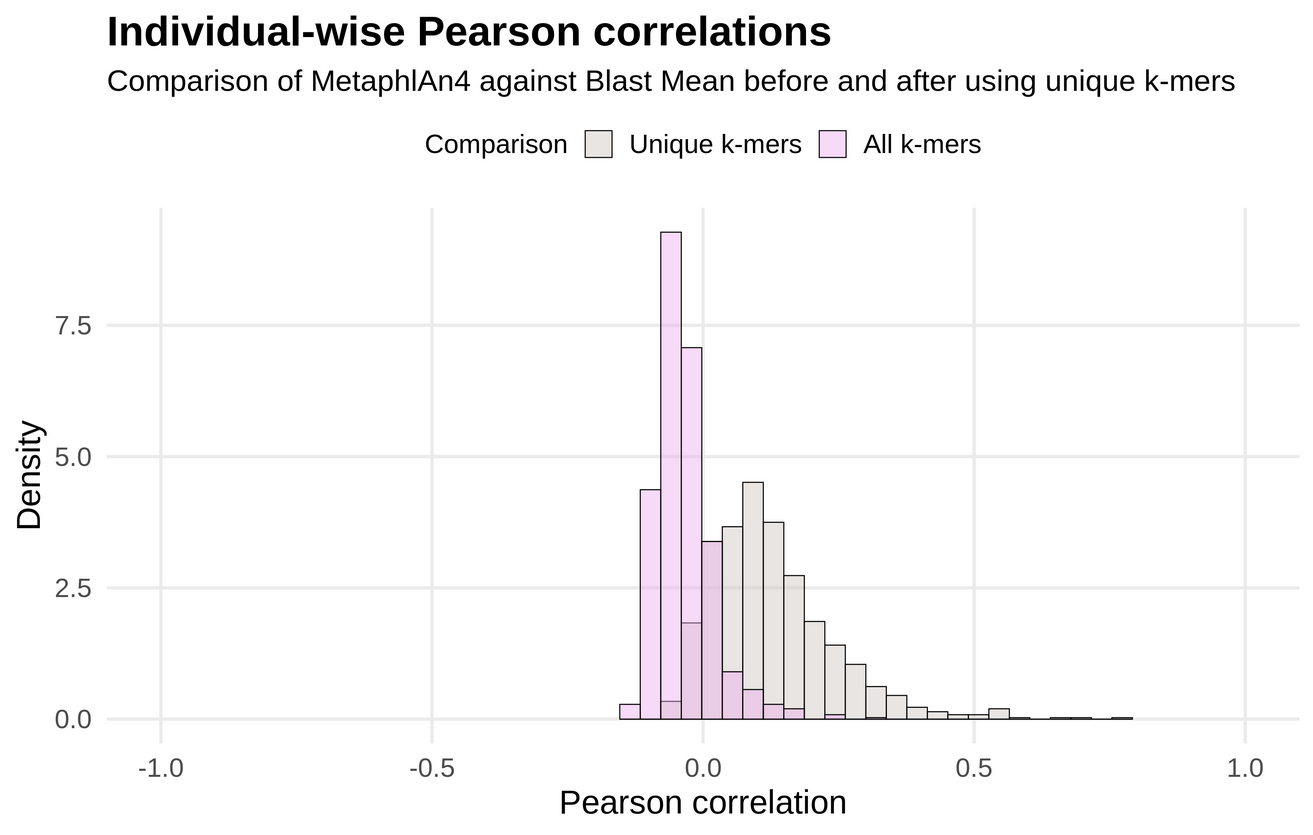 Individual-wise Pearson correlations
Comparison of MetaphlAn4 against Blast Mean before and after using unique k-mers
Comparison Unique k-mers All k-mers
7.5
5.0
2.5
0.0
Density
-1.0 -0.5 0.0 0.5 1.0
Pearson correlation